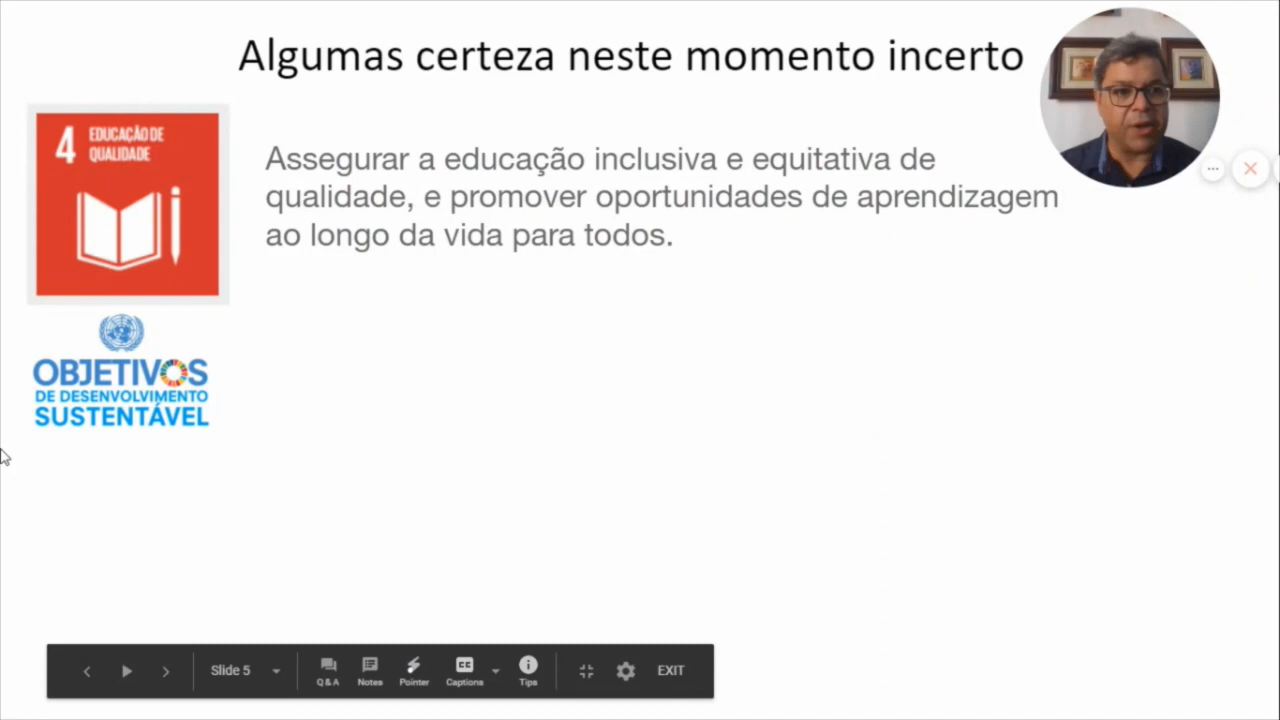 Algumas certeza neste momento incerto
4 EDUCAÇÃO DE
QUALIDADE
Assegurar a educação inclusiva e equitativa de
qualidade, e promover oportunidades de aprendizagem
ao longo da vida para todos.
OBJETIVOS
DE DESENVOLVIMENTO
SUSTENTÁVEL
Slide 5
Q&A
Notes
Pointer
CC
Captions
Tips
EXIT